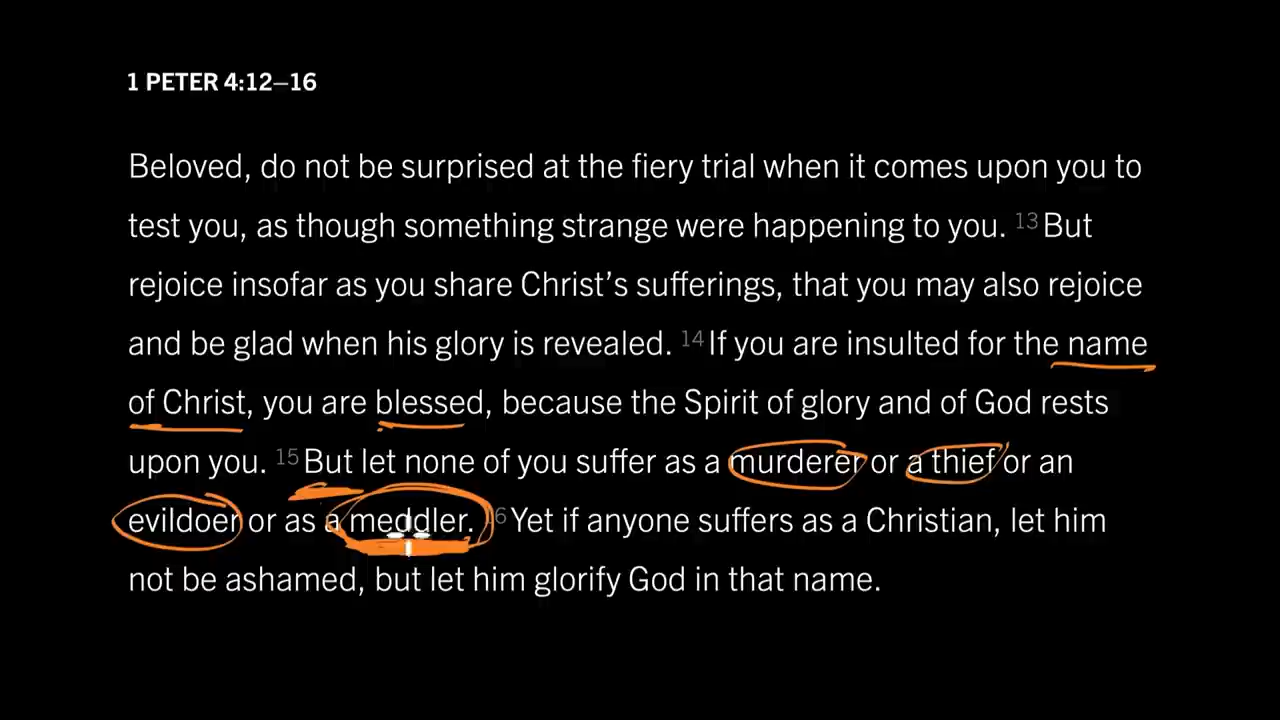 1 PETER 4:12–16
Beloved, do not be surprised at the fiery trial when it comes upon you to
test you, as though something strange were happening to you. 13 But
rejoice insofar as you share Christ’s sufferings, that you may also rejoice
and be glad when his glory is revealed. 14 If you are insulted for the name
of Christ, you are blessed, because the Spirit of glory and of God rests
upon you. 15 But let none of you suffer as a murderer or a thief or an
evildoer or as a meddler. 16 Yet if anyone suffers as a Christian, let him
not be ashamed, but let him glorify God in that name.